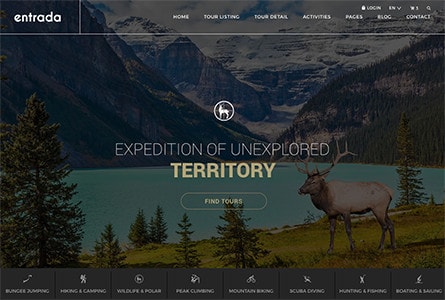 entrada
LOGIN EN 5
HOME TOUR LISTING TOUR DETAIL ACTIVITIES PAGES BLOG CONTACT
EXPEDITION OF UNEXPLORED
TERRITORY
FIND TOURS
BUNGEE JUMPING HIKING & CAMPING WILDLIFE & POLAR PEAK CLIMBING MOUNTAIN BIKING SCUBA DIVING HUNTING & FISHING BOATING & SAILING